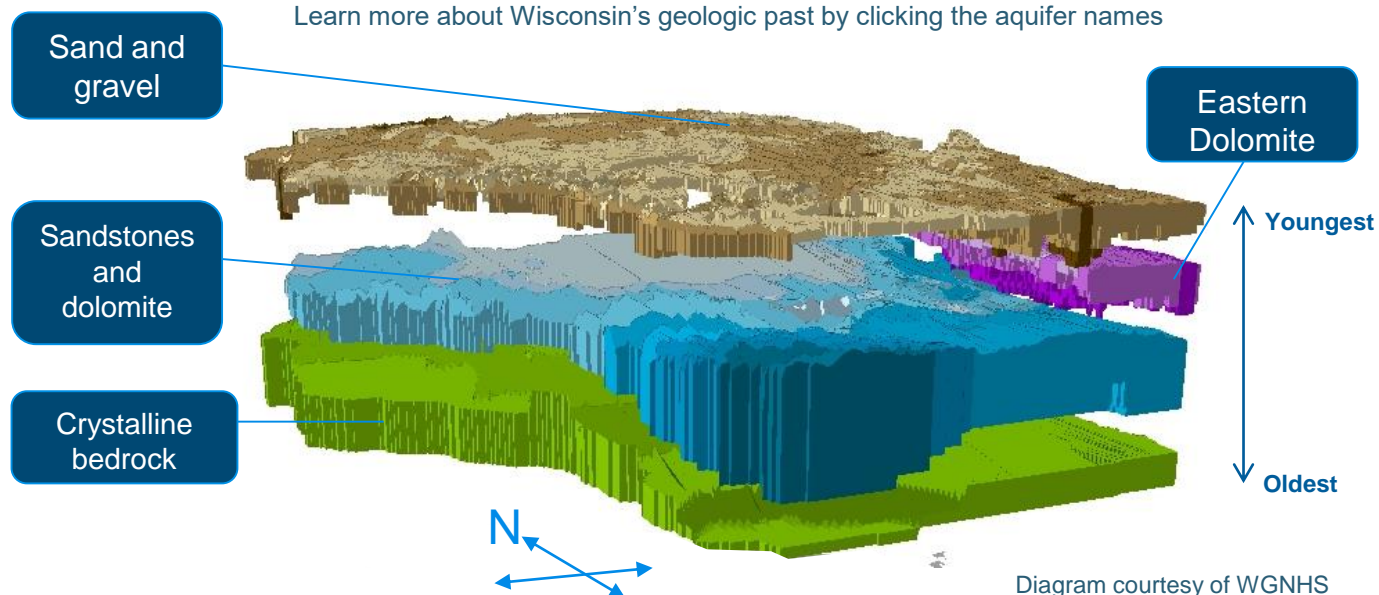 Learn more about Wisconsin’s geologic past by clicking the aquifer names
Sand and
gravel
Eastern
Dolomite
Sandstones
and
dolomite
Youngest
Crystalline
bedrock
Oldest
N
Diagram courtesy of WGNHS